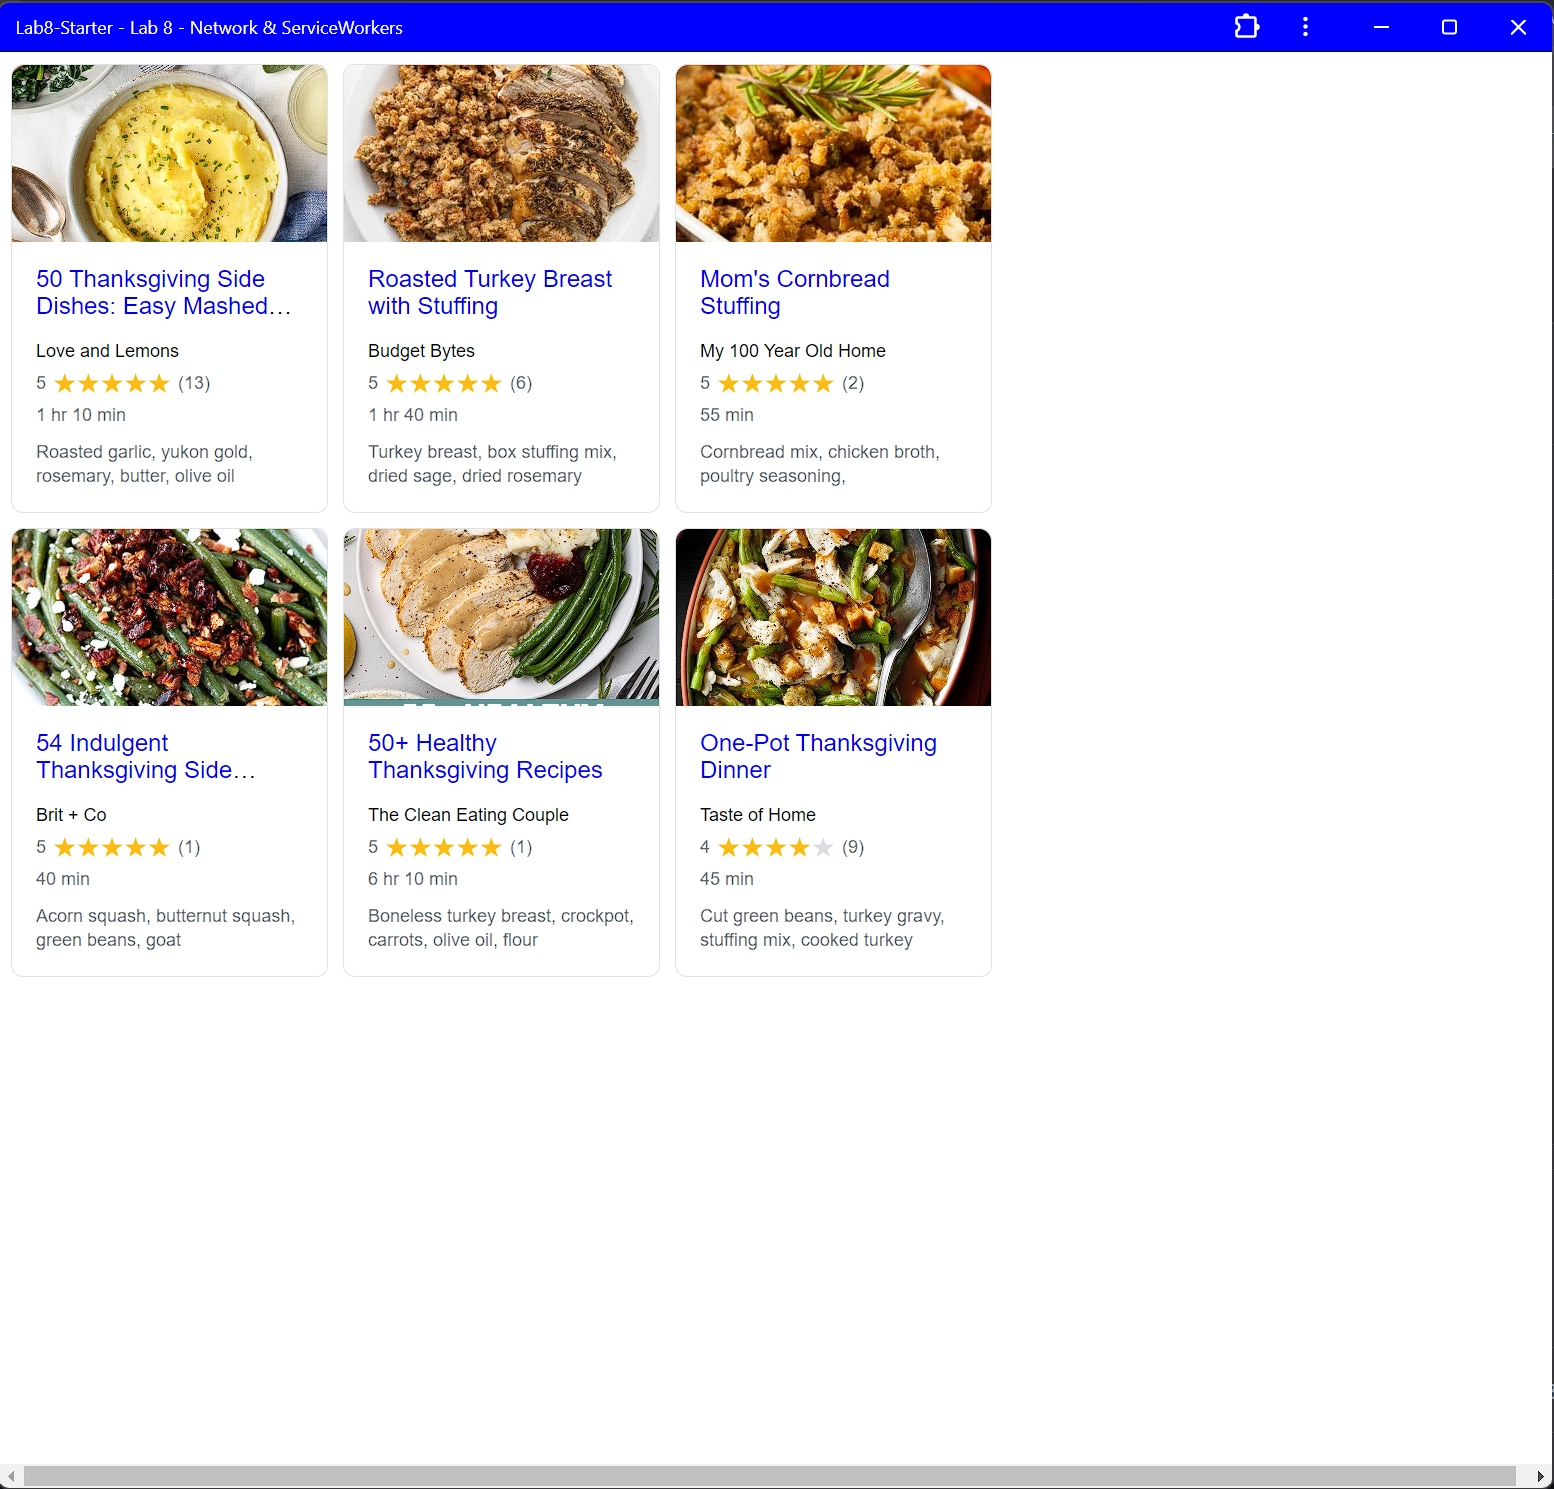 Lab8-Starter - Lab 8 - Network & ServiceWorkers
50 Thanksgiving Side
Dishes: Easy Mashed...
Love and Lemons
5 ★★★★★ (13)
1 hr 10 min
Roasted garlic, yukon gold,
rosemary, butter, olive oil
Roasted Turkey Breast
with Stuffing
Budget Bytes
5 ★★★★★ (6)
1 hr 40 min
Turkey breast, box stuffing mix,
dried sage, dried rosemary
Mom's Cornbread
Stuffing
My 100 Year Old Home
5 ★★★★★ (2)
55 min
Cornbread mix, chicken broth,
poultry seasoning,
54 Indulgent
Thanksgiving Side...
Brit + Co
5 ★★★★★ (1)
40 min
Acorn squash, butternut squash,
green beans, goat
50+ Healthy
Thanksgiving Recipes
The Clean Eating Couple
5 ★★★★★ (1)
6 hr 10 min
Boneless turkey breast, crockpot,
carrots, olive oil, flour
One-Pot Thanksgiving
Dinner
Taste of Home
4 ★★★★★ (9)
45 min
Cut green beans, turkey gravy,
stuffing mix, cooked turkey